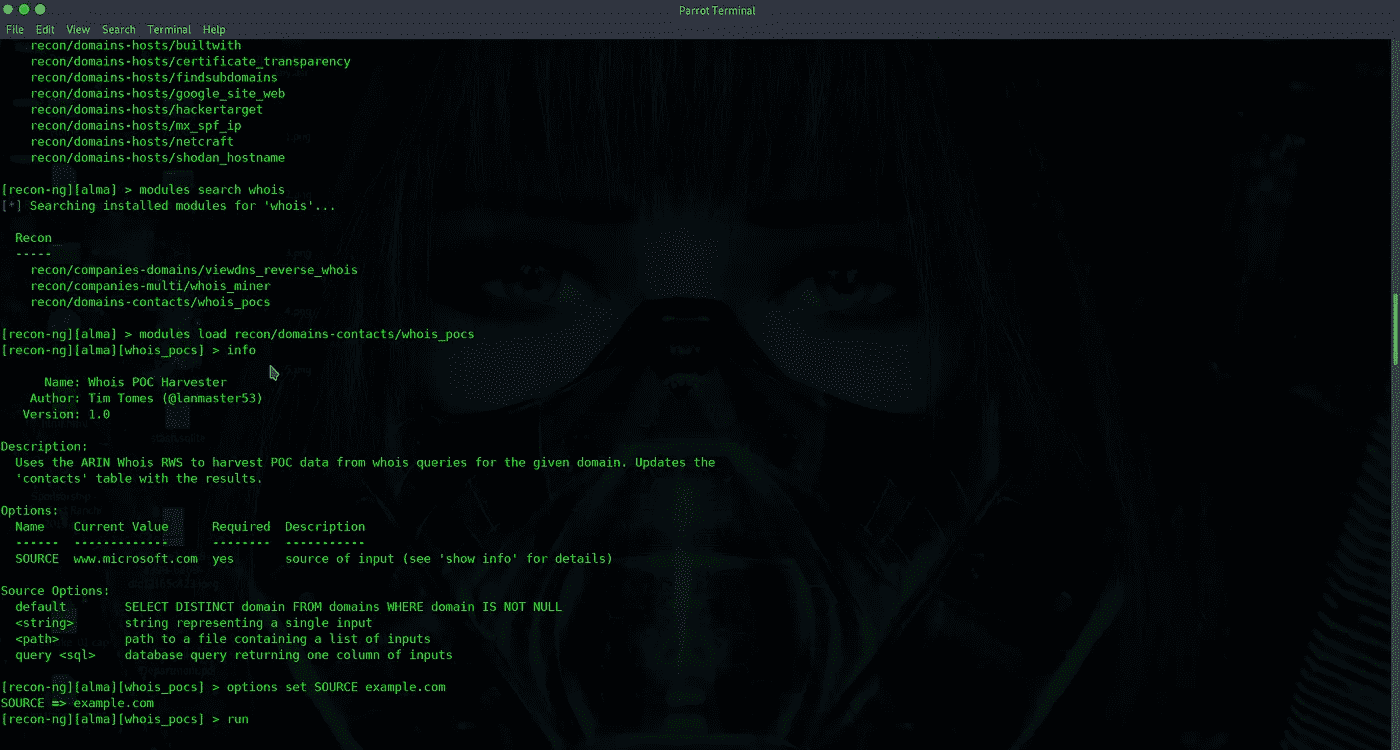 Parrot Terminal
File Edit View Search Terminal Help
recon/domains-hosts/builtwith
recon/domains-hosts/certificate_transparency
recon/domains-hosts/findsubdomains
recon/domains-hosts/google_site_web
recon/domains-hosts/hackertarget
recon/domains-hosts/mx_spf_ip
recon/domains-hosts/netcraft
recon/domains-hosts/shodan_hostname
[recon-ng][alma] > modules search whois
[*] Searching installed modules for 'whois'...
Recon
-----
recon/companies-domains/viewdns_reverse_whois
recon/companies-multi/whois_miner
recon/domains-contacts/whois_pocs
[recon-ng][alma] > modules load recon/domains-contacts/whois_pocs
[recon-ng][alma][whois_pocs] > info
Name: Whois POC Harvester
Author: Tim Tomes (@lanmaster53)
Version: 1.0
Description:
Uses the ARIN Whois RWS to harvest POC data from whois queries for the given domain. Updates the
'contacts' table with the results.
Options:
Name Current Value Required Description
------ ------------- -------- -----------
SOURCE www.microsoft.com yes source of input (see 'show info' for details)
Source Options:
default SELECT DISTINCT domain FROM domains WHERE domain IS NOT NULL
<string> string representing a single input
<path> path to a file containing a list of inputs
query <sql> database query returning one column of inputs
[recon-ng][alma][whois_pocs] > options set SOURCE example.com
SOURCE => example.com
[recon-ng][alma][whois_pocs] > run